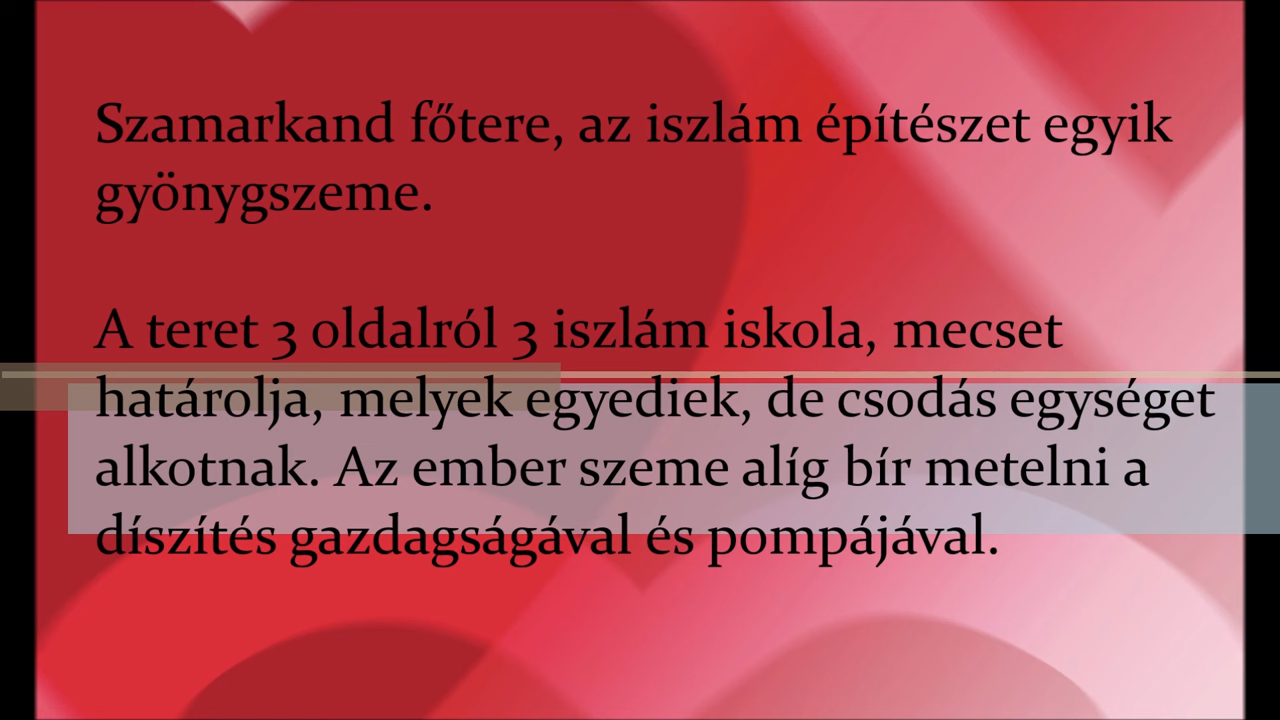 Szamarkand főtere, az iszlám építészet egyik
gyönygszeme.
A teret 3 oldalról 3 iszlám iskola, mecset
határolja, melyek egyediek, de csodás egységet
alkotnak. Az ember szeme alíg bír metelni a
díszítés gazdagságával és pompájával.